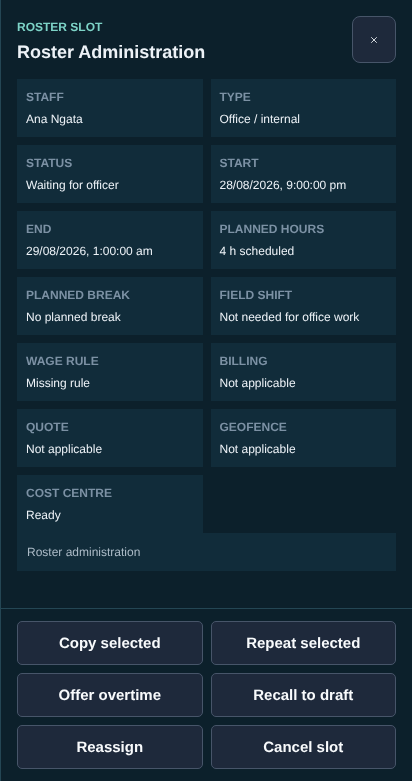 ROSTER SLOT
Roster Administration
×
STAFF
Ana Ngata
TYPE
Office / internal
STATUS
Waiting for officer
START
28/08/2026, 9:00:00 pm
END
29/08/2026, 1:00:00 am
PLANNED HOURS
4 h scheduled
PLANNED BREAK
No planned break
FIELD SHIFT
Not needed for office work
WAGE RULE
Missing rule
BILLING
Not applicable
QUOTE
Not applicable
GEOFENCE
Not applicable
COST CENTRE
Ready
Roster administration
Copy selected
Repeat selected
Offer overtime
Recall to draft
Reassign
Cancel slot